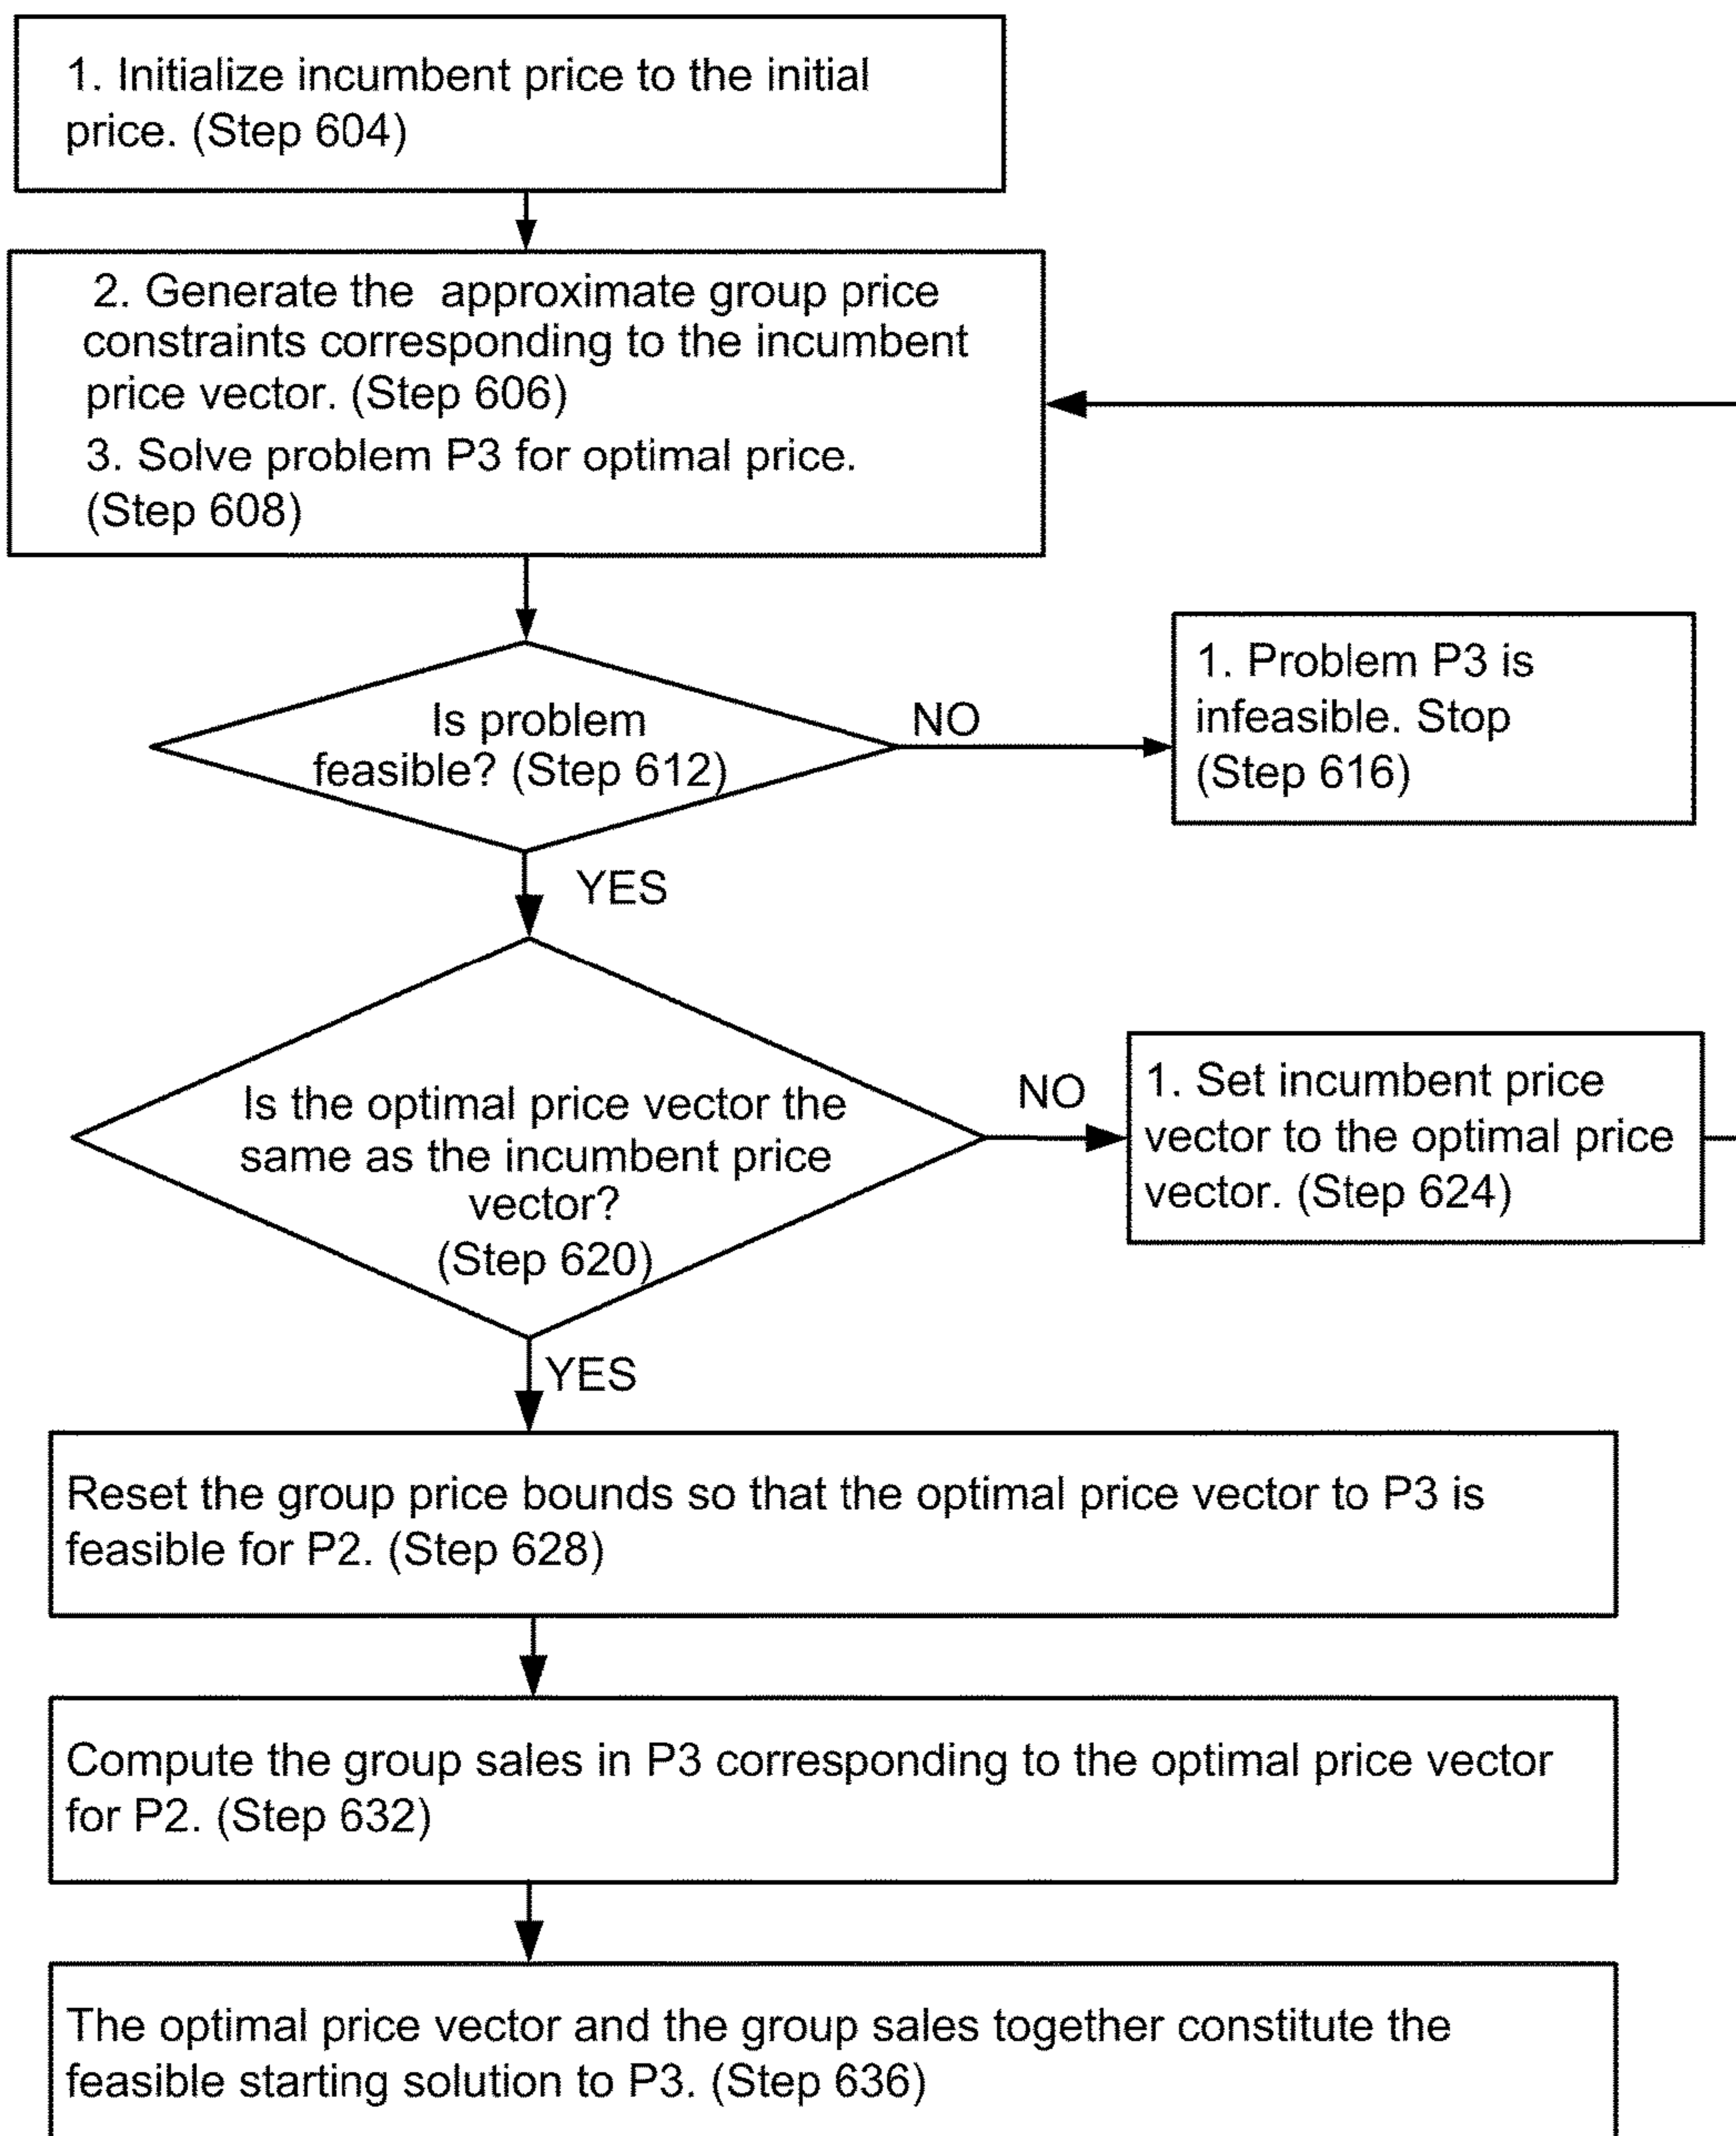 1. Initialize incumbent price to the initial
price. (Step 604)
2. Generate the approximate group price
constraints corresponding to the incumbent
price vector. (Step 606)
3. Solve problem P3 for optimal price.
(Step 608)
Is problem
feasible? (Step 612)
NO
1. Problem P3 is
infeasible. Stop
(Step 616)
YES
Is the optimal price vector the
same as the incumbent price
vector?
(Step 620)
NO
1. Set incumbent price
vector to the optimal price
vector. (Step 624)
YES
Reset the group price bounds so that the optimal price vector to P3 is
feasible for P2. (Step 628)
Compute the group sales in P3 corresponding to the optimal price vector
for P2. (Step 632)
The optimal price vector and the group sales together constitute the
feasible starting solution to P3. (Step 636)